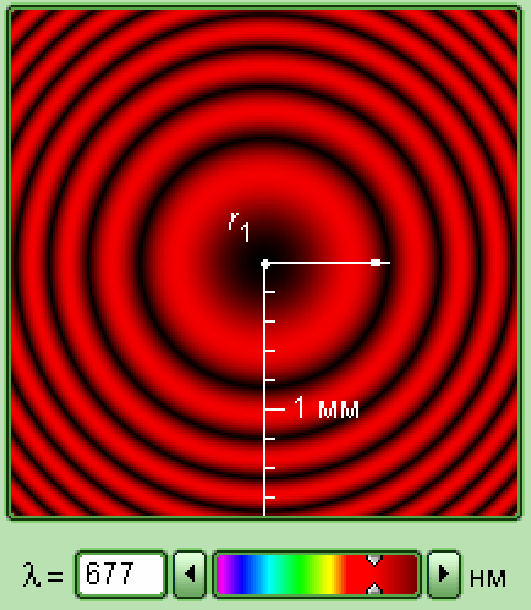 r1
1 мм
λ = 677 нм